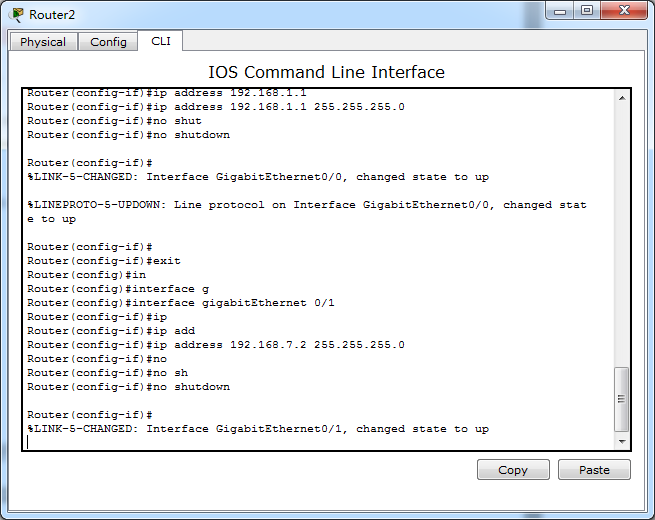 Router2
Physical Config CLI
IOS Command Line Interface
Router(config-if)#ip address 192.168.1.1
Router(config-if)#ip address 192.168.1.1 255.255.255.0
Router(config-if)#no shut
Router(config-if)#no shutdown
Router(config-if)#
%LINK-5-CHANGED: Interface GigabitEthernet0/0, changed state to up
%LINEPROTO-5-UPDOWN: Line protocol on Interface GigabitEthernet0/0, changed stat
e to up
Router(config-if)#
Router(config-if)#exit
Router(config)#in
Router(config)#interface g
Router(config)#interface gigabitEthernet 0/1
Router(config-if)#ip
Router(config-if)#ip add
Router(config-if)#ip address 192.168.7.2 255.255.255.0
Router(config-if)#no
Router(config-if)#no sh
Router(config-if)#no shutdown
Router(config-if)#
%LINK-5-CHANGED: Interface GigabitEthernet0/1, changed state to up
Copy Paste